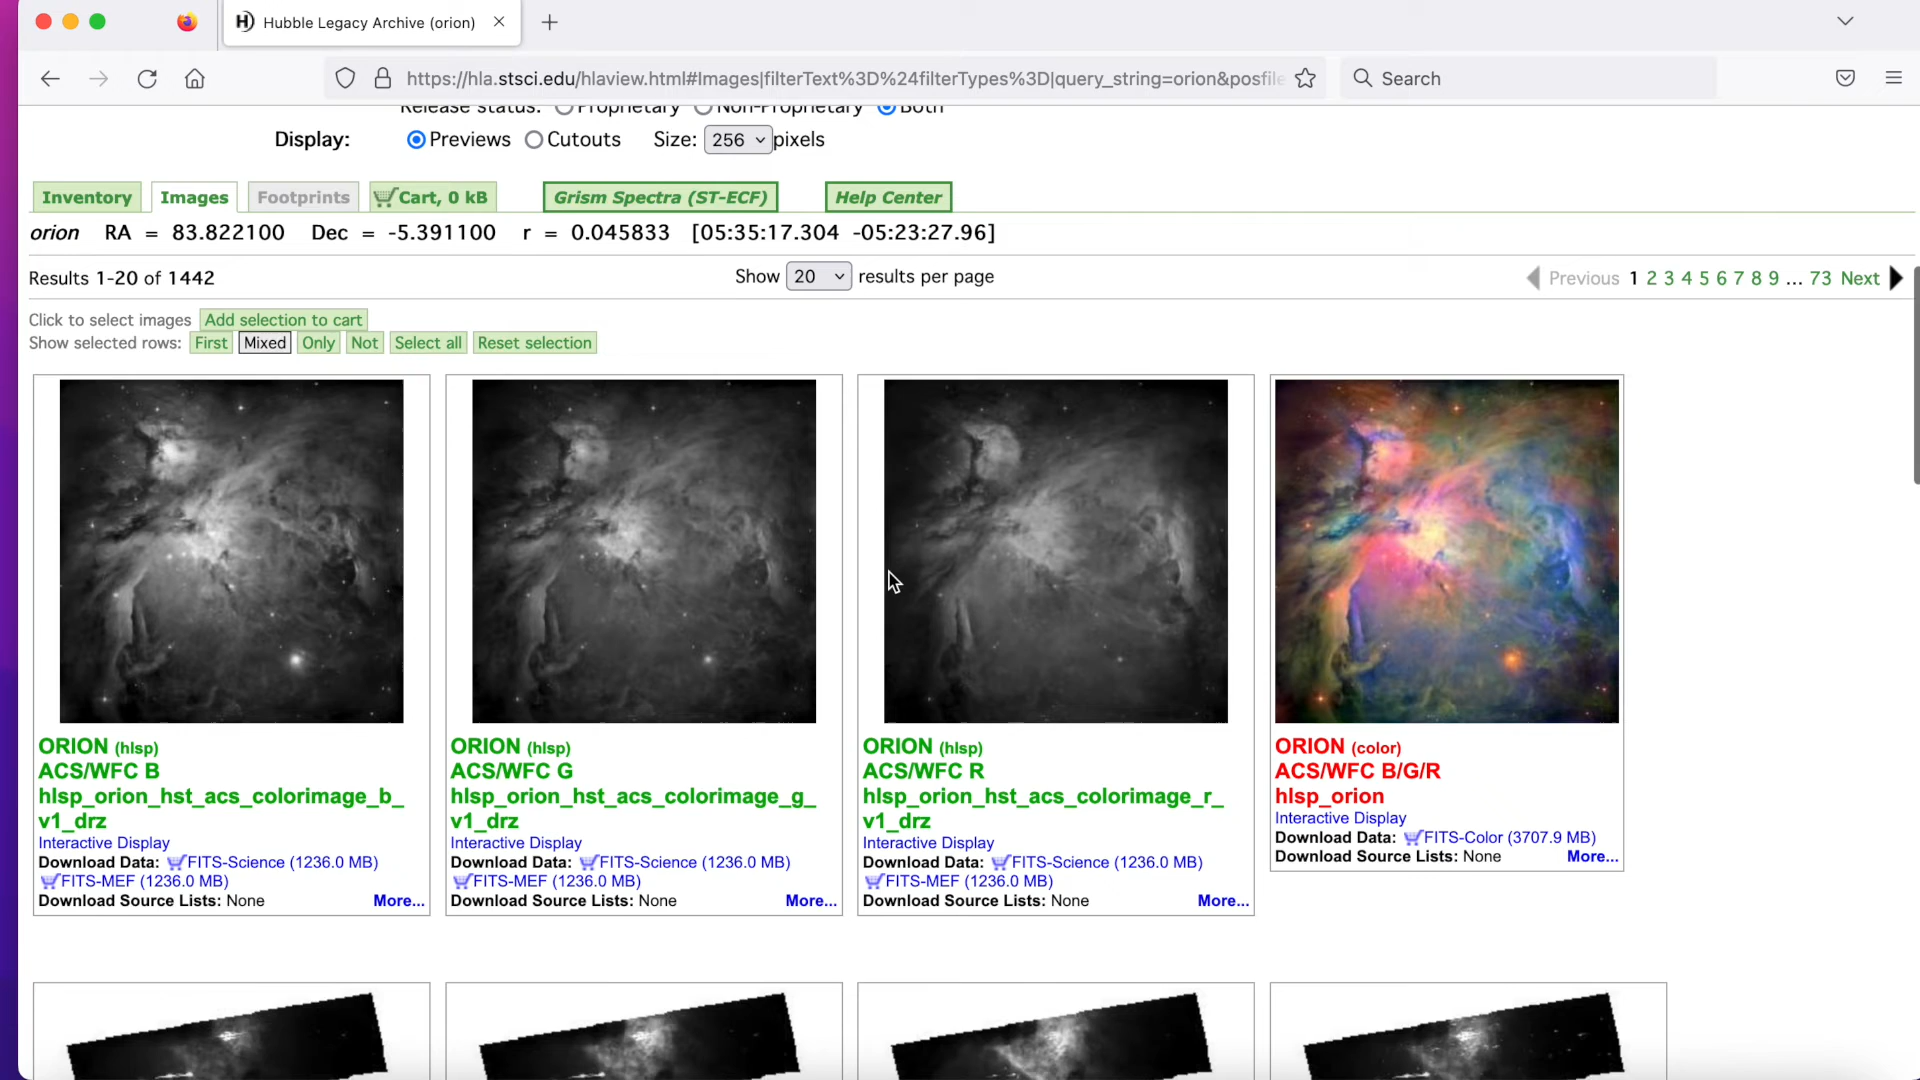 Hubble Legacy Archive (orion)
https://hla.stsci.edu/hlaview.html#Images|filterText%3D%24filterTypes%3D|query_string=orion&posfile
Search
Release status: Proprietary Non-Proprietary Both
Display: Previews Cutouts Size: 256 pixels
Inventory Images Footprints Cart, 0 kB Grism Spectra (ST-ECF) Help Center
orion RA = 83.822100 Dec = -5.391100 r = 0.045833 [05:35:17.304 -05:23:27.96]
Results 1-20 of 1442 Show 20 results per page Previous 1 2 3 4 5 6 7 8 9 ... 73 Next
Click to select images Add selection to cart
Show selected rows: First Mixed Only Not Select all Reset selection
ORION (hlsp)
ACS/WFC B
hlsp_orion_hst_acs_colorimage_b_
v1_drz
Interactive Display
Download Data: FITS-Science (1236.0 MB)
FITS-MEF (1236.0 MB)
Download Source Lists: None More...
ORION (hlsp)
ACS/WFC G
hlsp_orion_hst_acs_colorimage_g_
v1_drz
Interactive Display
Download Data: FITS-Science (1236.0 MB)
FITS-MEF (1236.0 MB)
Download Source Lists: None More...
ORION (hlsp)
ACS/WFC R
hlsp_orion_hst_acs_colorimage_r_
v1_drz
Interactive Display
Download Data: FITS-Science (1236.0 MB)
FITS-MEF (1236.0 MB)
Download Source Lists: None More...
ORION (color)
ACS/WFC B/G/R
hlsp_orion
Interactive Display
Download Data: FITS-Color (3707.9 MB)
Download Source Lists: None More...